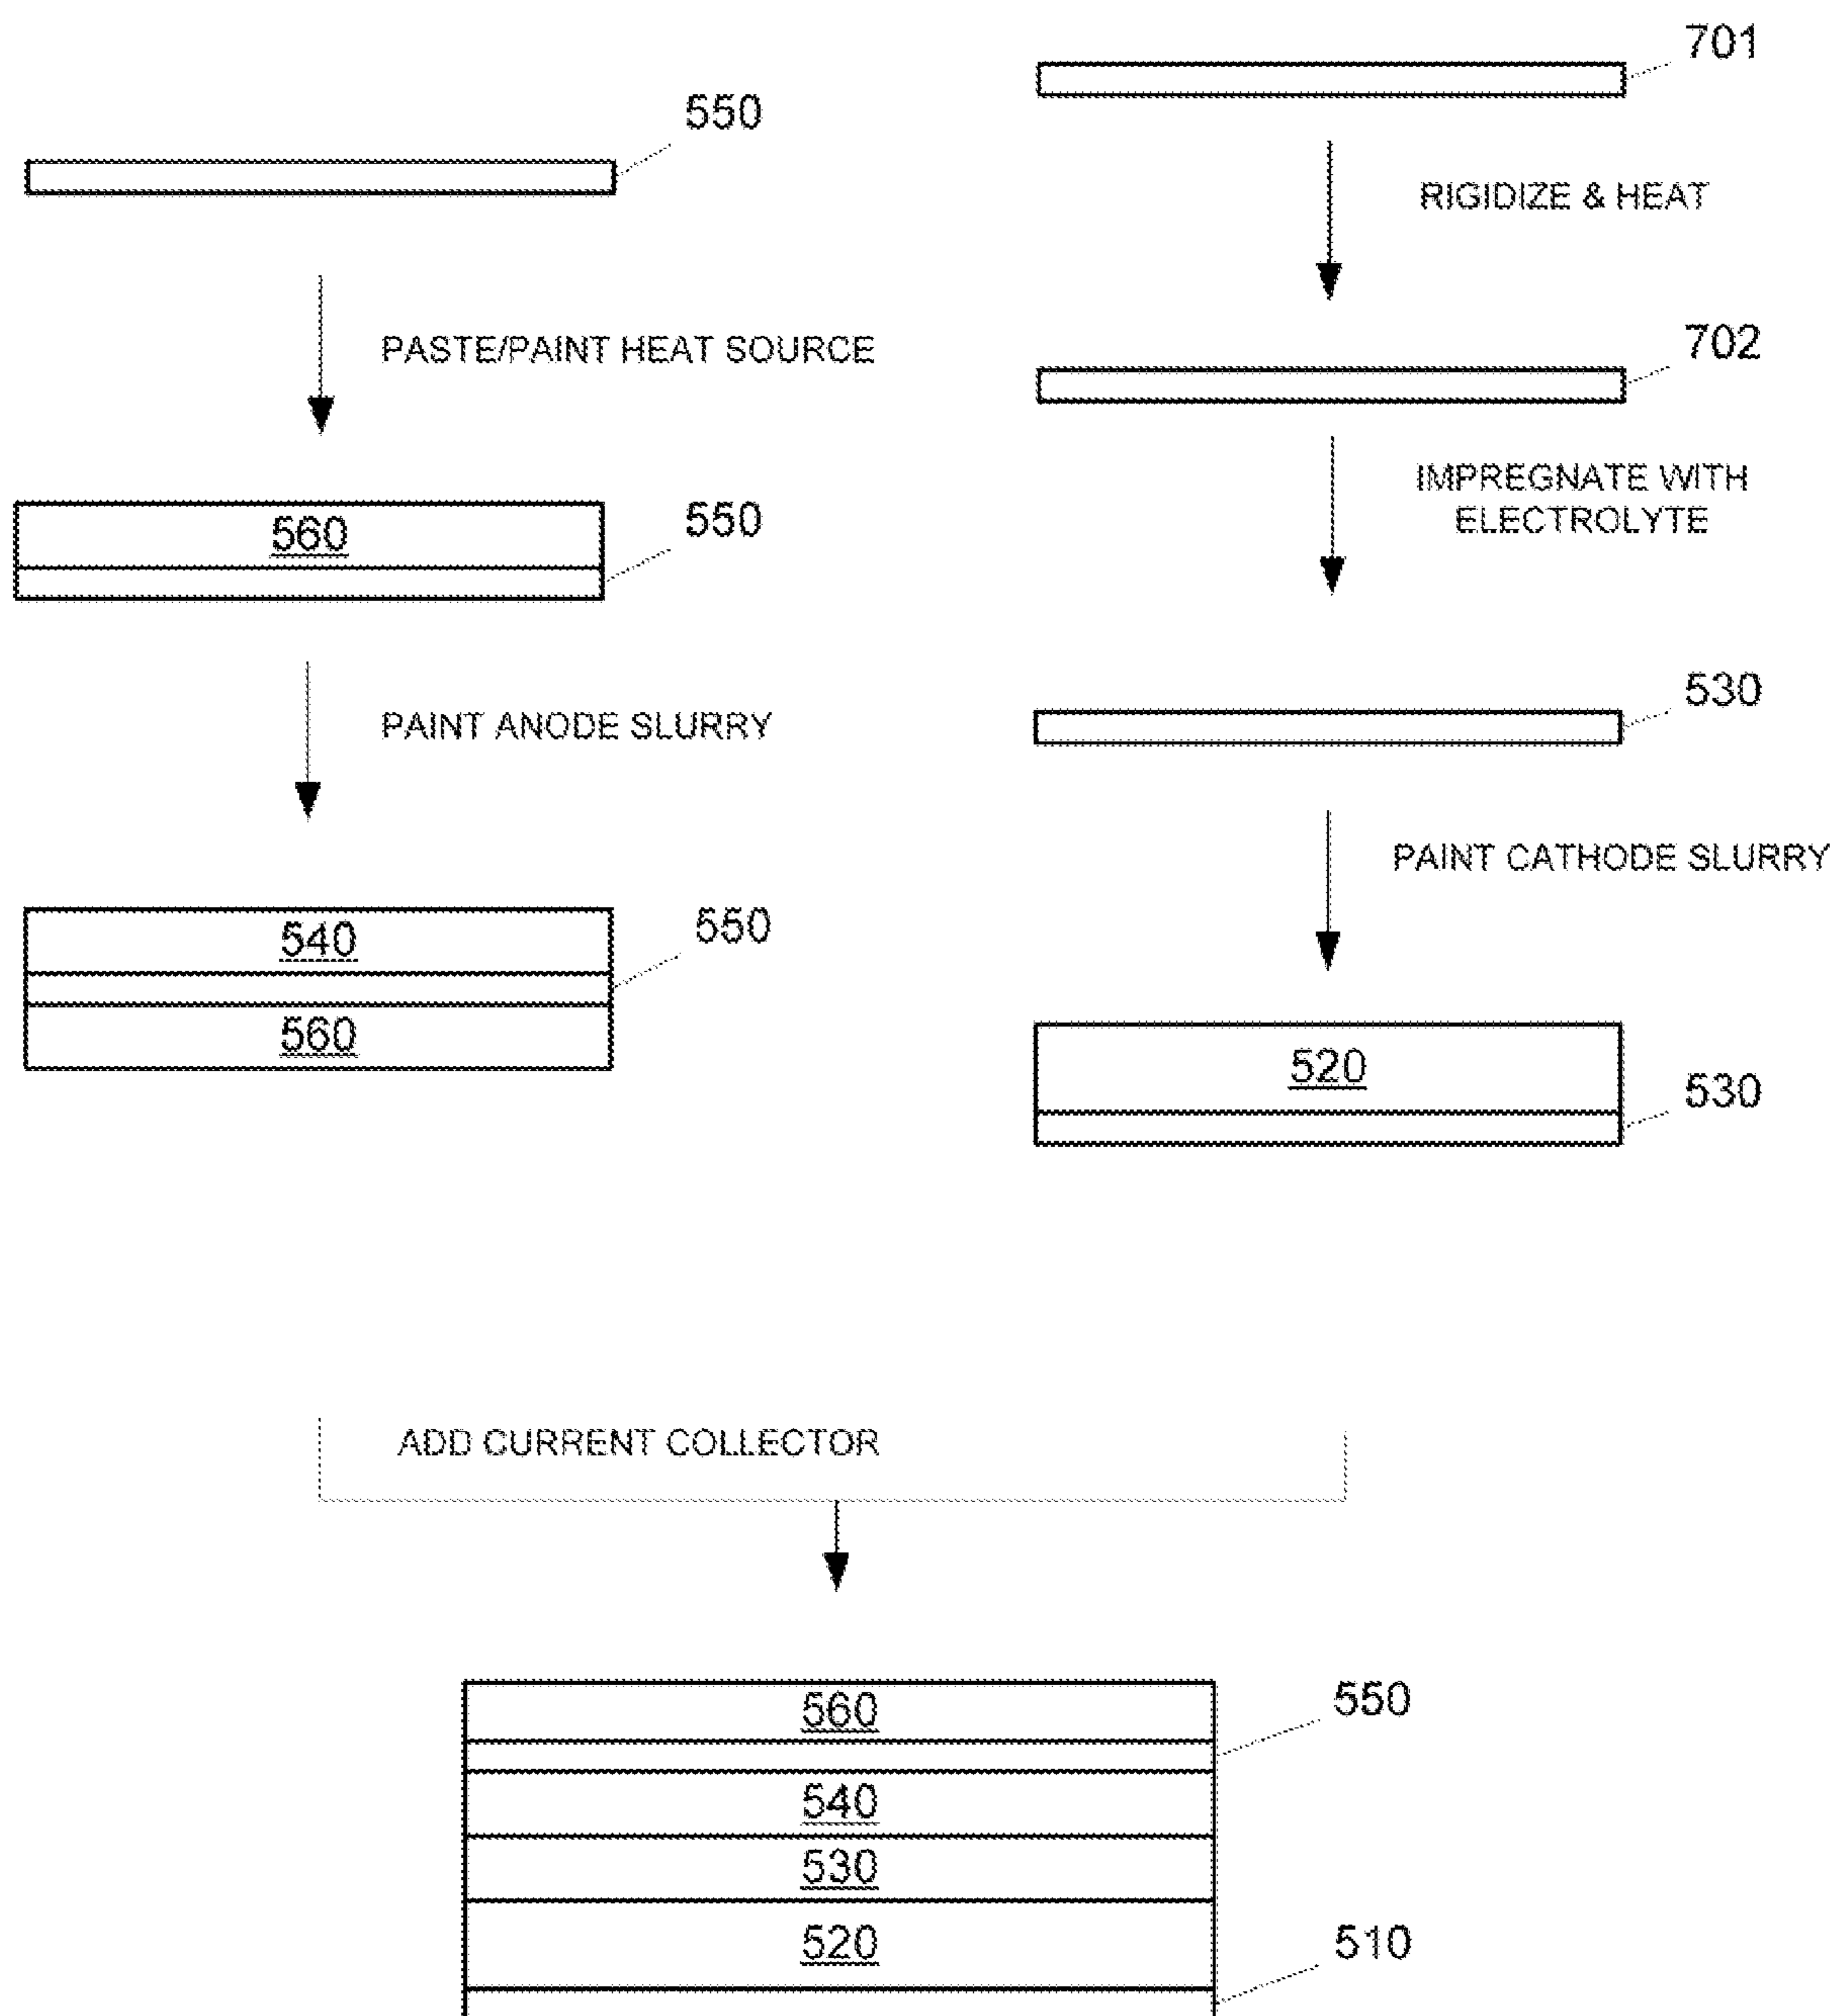 701
550
RIGIDIZE & HEAT
PASTE/PAINT HEAT SOURCE
702
IMPREGNATE WITH
ELECTROLYTE
560
550
530
PAINT ANODE SLURRY
PAINT CATHODE SLURRY
540
550
560
520
530
ADD CURRENT COLLECTOR
560
550
540
530
520
510